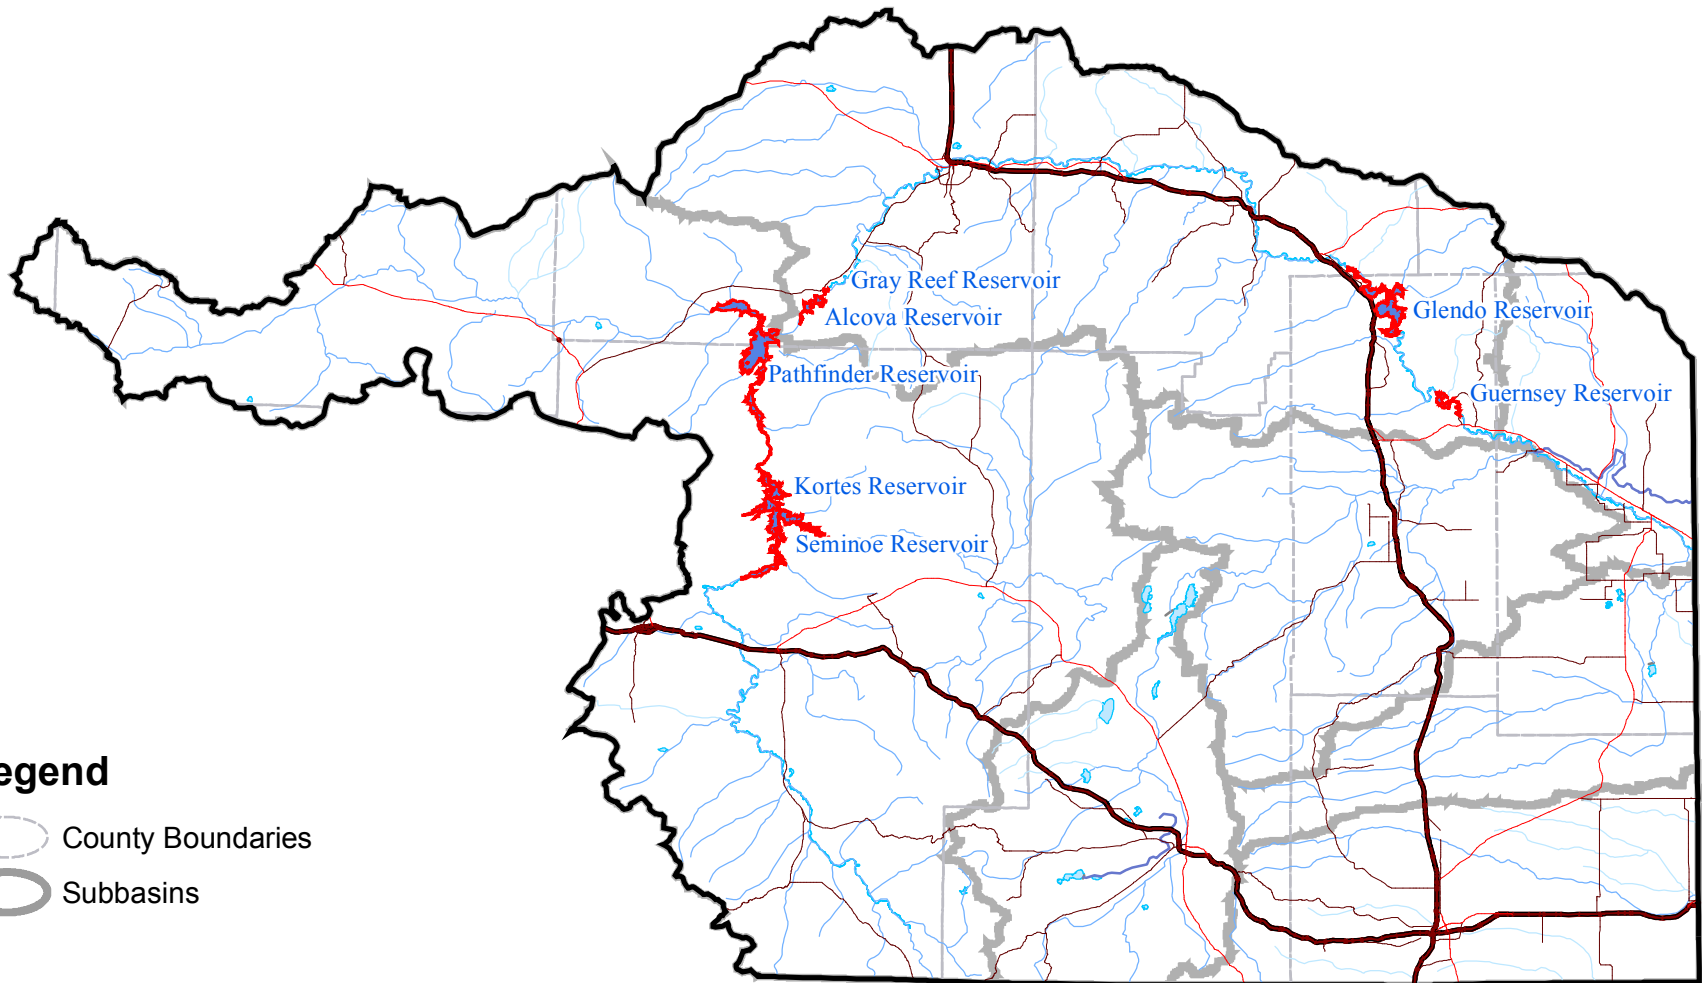 Gray Reef Reservoir
Alcova Reservoir
Glendo Reservoir
Pathfinder Reservoir
Guernsey Reservoir
Kortes Reservoir
Seminoe Reservoir
egend
County Boundaries
Subbasins